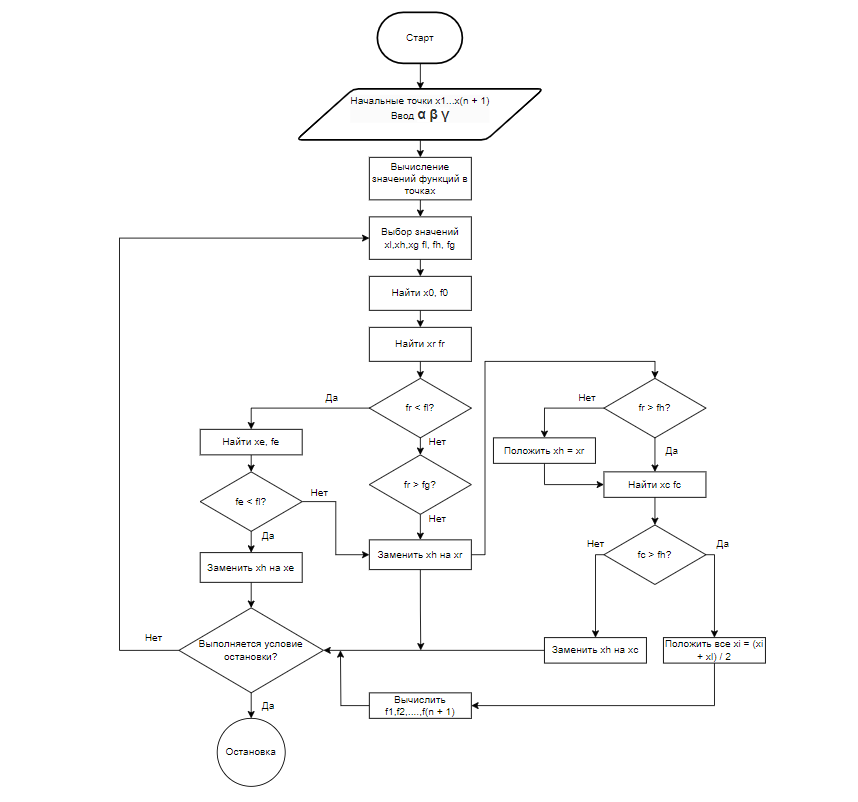 Старт
Начальные точки x1...x(n + 1)
Ввод α β γ
Вычисление
значений функций в
точках
Выбор значений
xl,xh,xg fl, fh, fg
Найти x0, f0
Найти xr fr
Да
fr < fl?
Нет
fr > fh?
Нет
Найти xe, fe
Положить xh = xr
Да
fr > fg?
Найти xc fc
fe < fl?
Нет
Нет
Да
Заменить xh на xr
Нет
fc > fh?
Да
Заменить xh на xe
Нет
Выполняется условие
остановки?
Заменить xh на xc
Положить все xi = (xi
+ xl) / 2
Да
Вычислить
f1,f2,.....,f(n + 1)
Остановка